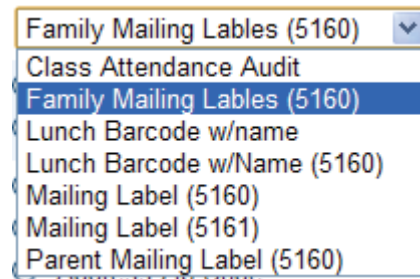 Family Mailing Lables (5160)
Class Attendance Audit
Family Mailing Lables (5160)
Lunch Barcode w/name
Lunch Barcode w/Name (5160)
Mailing Label (5160)
Mailing Label (5161)
Parent Mailing Label (5160)